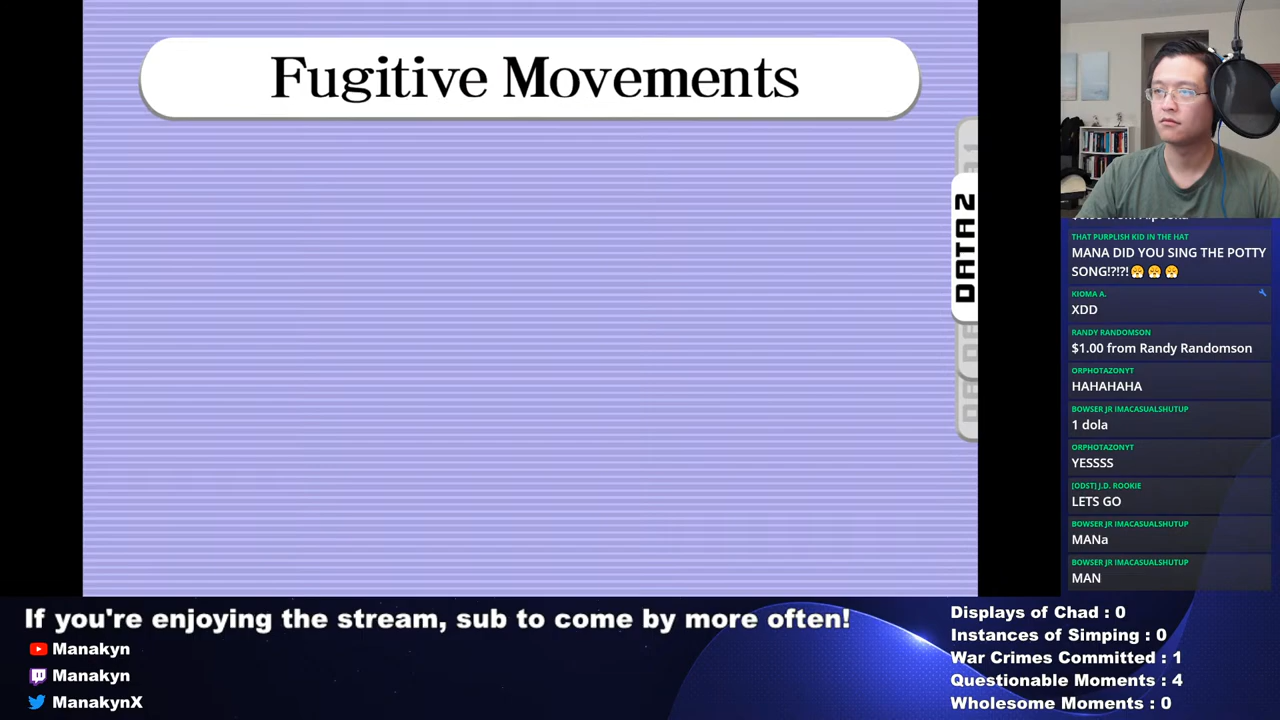 Fugitive Movements
DATA 2
THAT PURPLISH KID IN THE HAT
MANA DID YOU SING THE POTTY
SONG!?!?!😤 😤 😤
KIOMA A.
XDD
RANDY RANDOMSON
$1.00 from Randy Randomson
ORPHOTAZONYT
HAHAHAHA
BOWSER JR IMACASUALSHUTUP
1 dola
ORPHOTAZONYT
YESSSS
[ODST] J.D. ROOKIE
LETS GO
BOWSER JR IMACASUALSHUTUP
MANa
BOWSER JR IMACASUALSHUTUP
MAN
If you're enjoying the stream, sub to come by more often!
Manakyn
Manakyn
ManakynX
Displays of Chad : 0
Instances of Simping : 0
War Crimes Committed : 1
Questionable Moments : 4
Wholesome Moments : 0